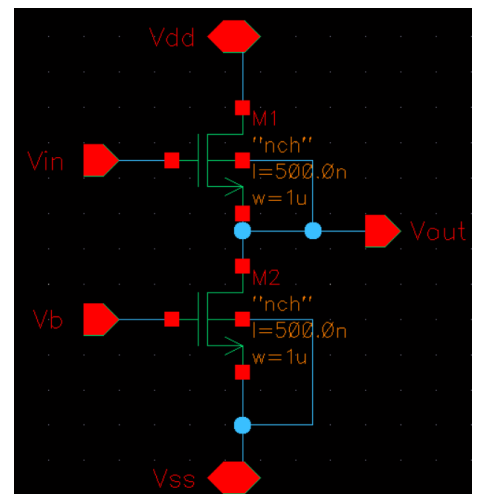 Vdd
M1
"nch"
l=500.0n
w=1u
Vin
Vout
M2
"nch"
l=500.0n
w=1u
Vb
Vss